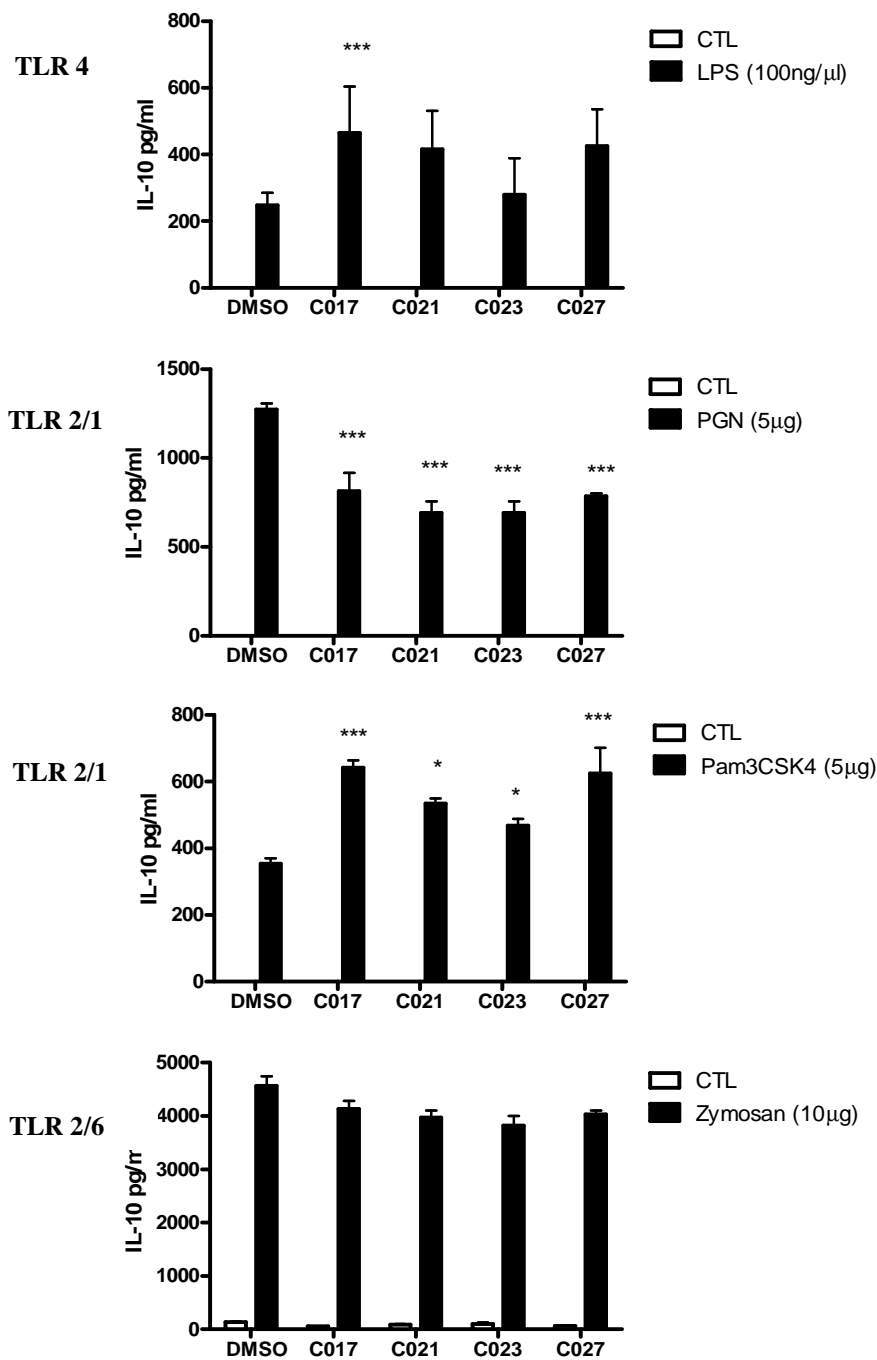 TLR 4
IL-10 pg/ml
800
600
400
200
0
***
DMSO C017 C021 C023 C027
CTL
LPS (100ng/μl)
TLR 2/1
IL-10 pg/ml
1500
1000
500
0
*** *** *** ***
DMSO C017 C021 C023 C027
CTL
PGN (5μg)
TLR 2/1
IL-10 pg/ml
800
600
400
200
0
*** * * ***
DMSO C017 C021 C023 C027
CTL
Pam3CSK4 (5μg)
TLR 2/6
IL-10 pg/m
5000
4000
3000
2000
1000
0
DMSO C017 C021 C023 C027
CTL
Zymosan (10μg)